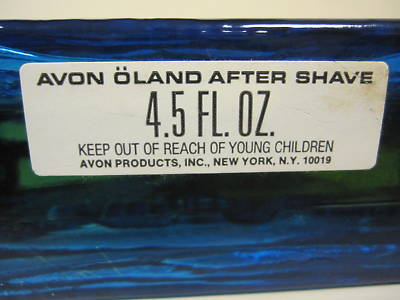 AVON ÖLAND AFTER SHAVE
4.5 FL. OZ.
KEEP OUT OF REACH OF YOUNG CHILDREN
AVON PRODUCTS, INC., NEW YORK, N.Y. 10019